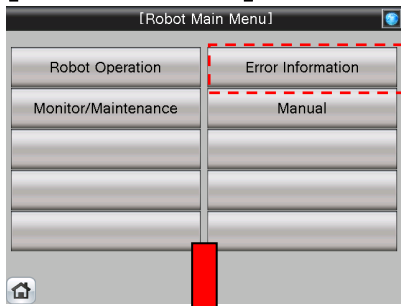 [Robot Main Menu]
Robot Operation
Error Information
Monitor/Maintenance
Manual